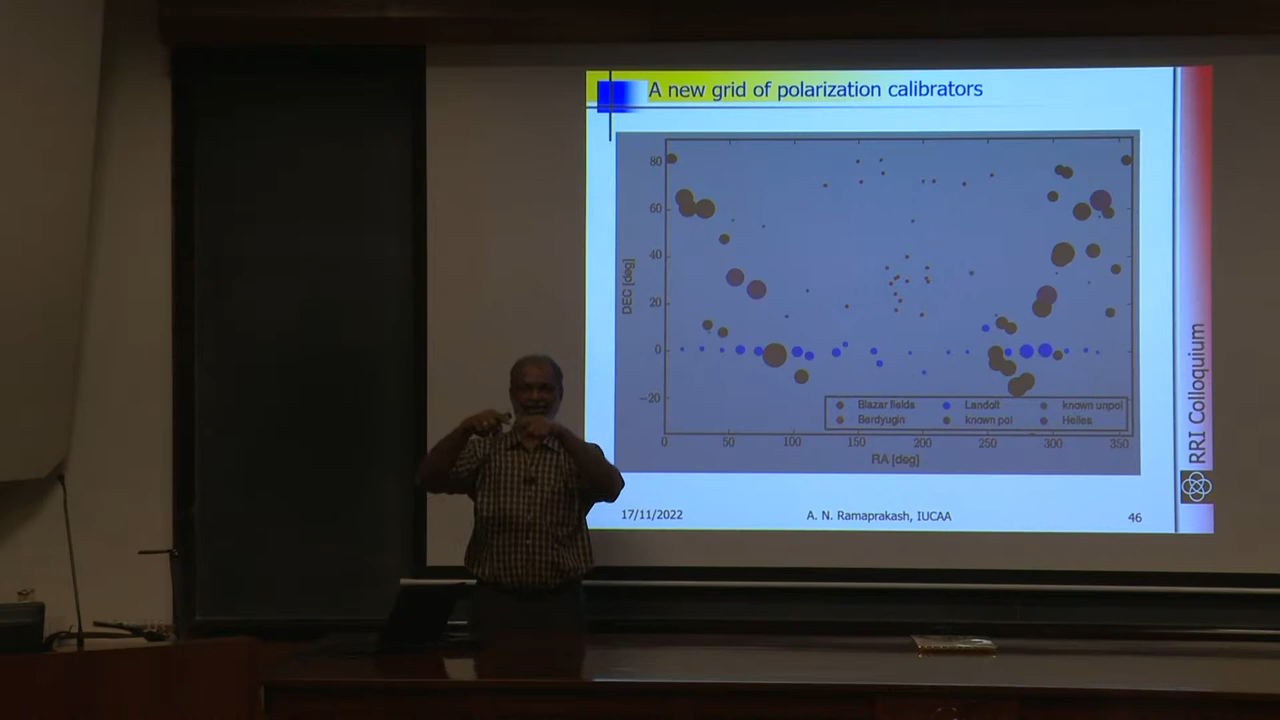 A new grid of polarization calibrators
80
60
40
20
0
−20
DEC [deg]
Blazar fields
Landolt
known unpol
Berdyugin
known pol
Heiles
0 50 100 150 200 250 300 350
RA [deg]
RRI Colloquium
17/11/2022
A. N. Ramaprakash, IUCAA
46